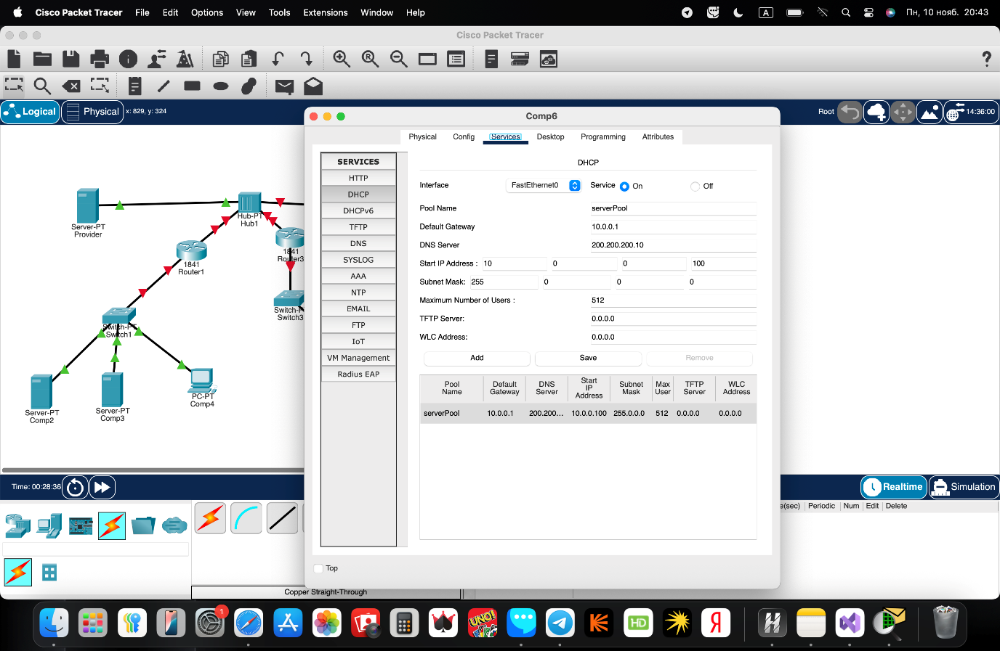 Cisco Packet Tracer File Edit Options View Tools Extensions Window Help A Пн, 10 нояб. 20:43
Cisco Packet Tracer
?
Logical Physical x: 829, y: 324 Root 14:36:00
Comp6
Physical Config Services Desktop Programming Attributes
SERVICES
HTTP
DHCP
DHCPv6
TFTP
DNS
SYSLOG
AAA
NTP
EMAIL
FTP
IoT
VM Management
Radius EAP
DHCP
Interface FastEthernet0 Service On Off
Pool Name serverPool
Default Gateway 10.0.0.1
DNS Server 200.200.200.10
Start IP Address : 10 0 0 100
Subnet Mask: 255 0 0 0
Maximum Number of Users : 512
TFTP Server: 0.0.0.0
WLC Address: 0.0.0.0
Add Save Remove
Pool Name Default Gateway DNS Server Start IP Address Subnet Mask Max User TFTP Server WLC Address
serverPool 10.0.0.1 200.200... 10.0.0.100 255.0.0.0 512 0.0.0.0 0.0.0.0
Top
Server-PT
Provider
Hub-PT
Hub1
1841
Router1
1841
Router3
Switch-PT
Switch1
Switch-P
Switch3
Server-PT
Comp2
Server-PT
Comp3
PC-PT
Comp4
Time: 00:28:36 Realtime Simulation
e(sec) Periodic Num Edit Delete
Copper Straight-Through
1
UNO!
HD
Я